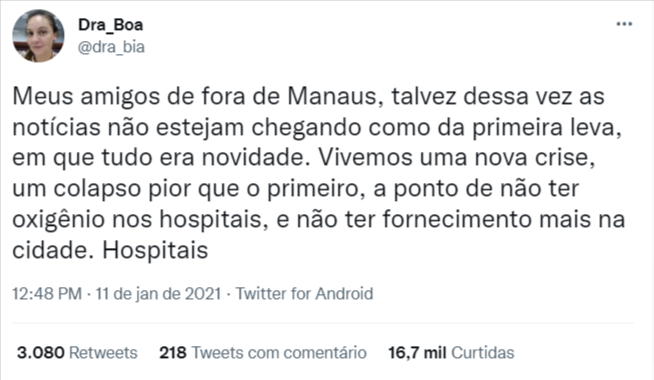 Dra_Boa
@dra_bia
Meus amigos de fora de Manaus, talvez dessa vez as
notícias não estejam chegando como da primeira leva,
em que tudo era novidade. Vivemos uma nova crise,
um colapso pior que o primeiro, a ponto de não ter
oxigênio nos hospitais, e não ter fornecimento mais na
cidade. Hospitais
12:48 PM · 11 de jan de 2021 · Twitter for Android
3.080 Retweets 218 Tweets com comentário 16,7 mil Curtidas